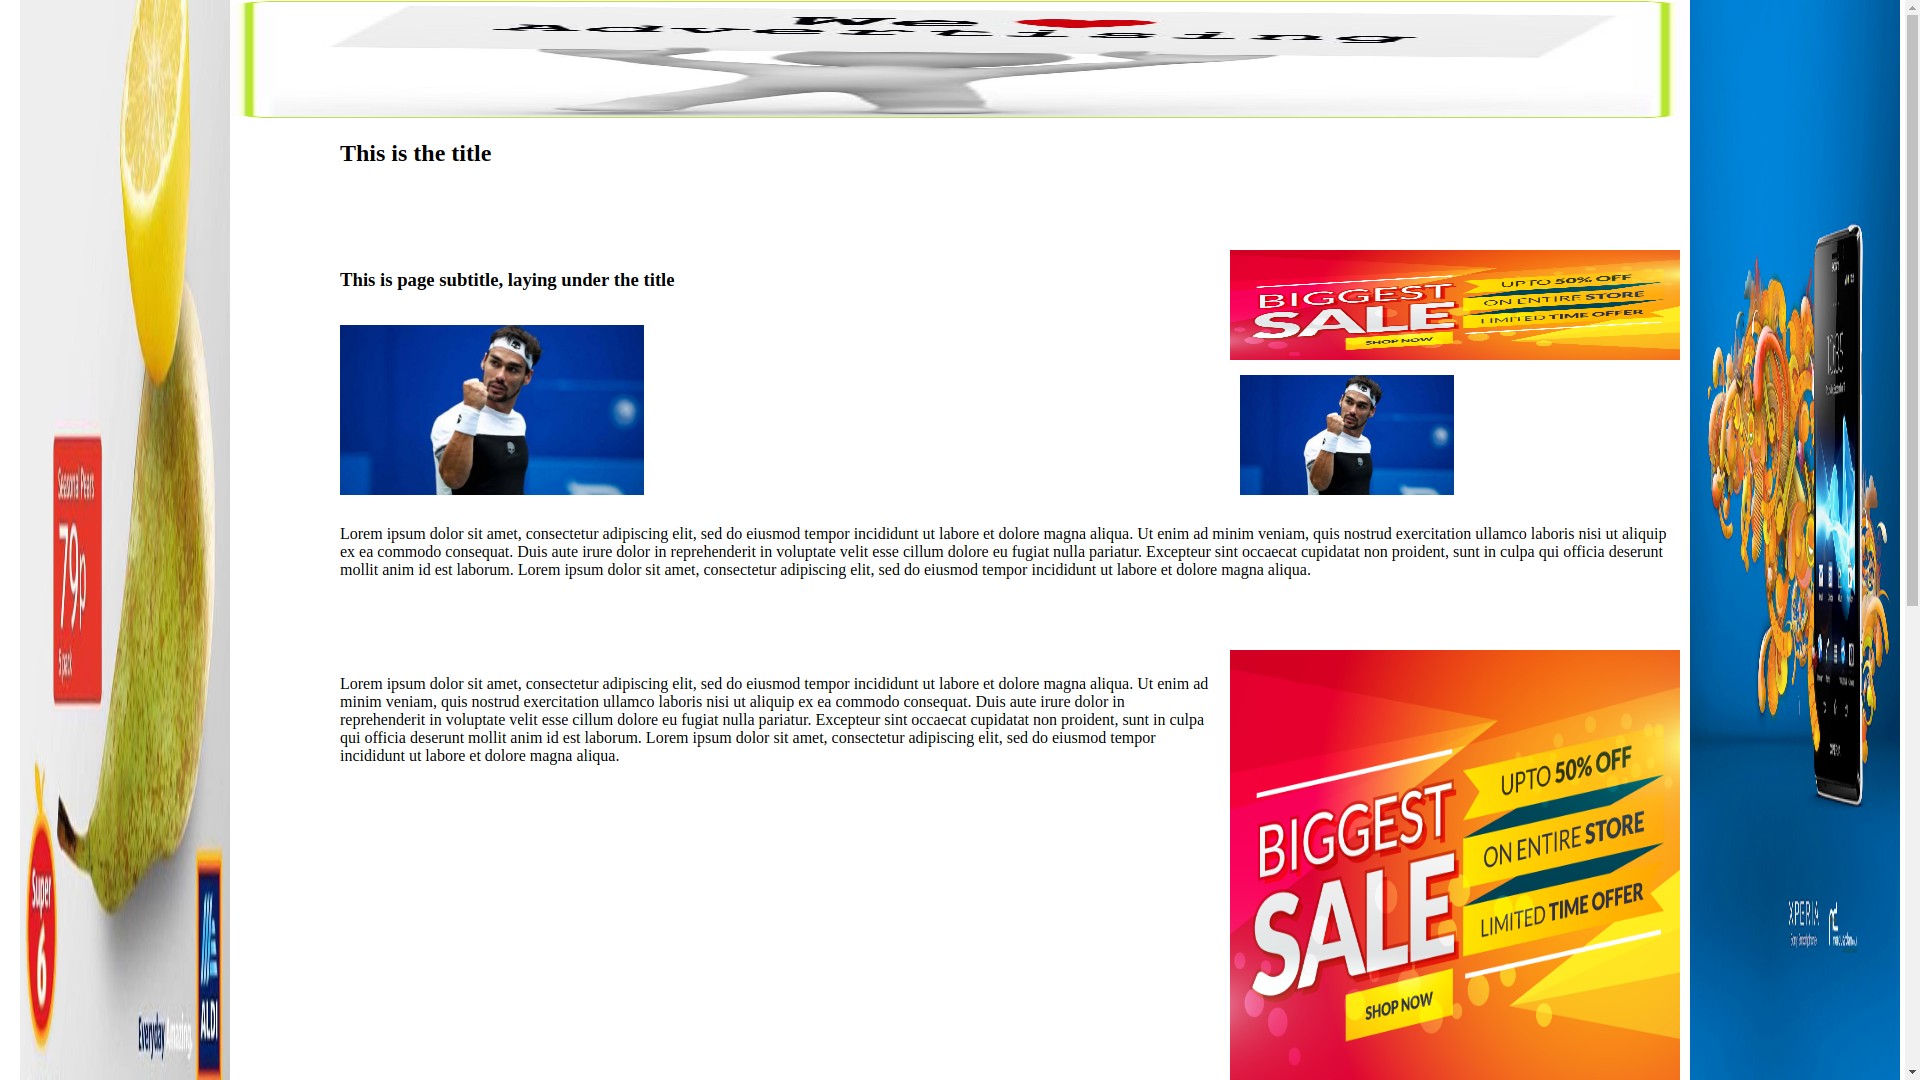 We
Advertising
This is the title
This is page subtitle, laying under the title
UPTO 50% OFF
BIGGEST
ON ENTIRE STORE
SALE
LIMITED TIME OFFER
SHOP NOW
Lorem ipsum dolor sit amet, consectetur adipiscing elit, sed do eiusmod tempor incididunt ut labore et dolore magna aliqua. Ut enim ad minim veniam, quis nostrud exercitation ullamco laboris nisi ut aliquip
ex ea commodo consequat. Duis aute irure dolor in reprehenderit in voluptate velit esse cillum dolore eu fugiat nulla pariatur. Excepteur sint occaecat cupidatat non proident, sunt in culpa qui officia deserunt
mollit anim id est laborum. Lorem ipsum dolor sit amet, consectetur adipiscing elit, sed do eiusmod tempor incididunt ut labore et dolore magna aliqua.
Lorem ipsum dolor sit amet, consectetur adipiscing elit, sed do eiusmod tempor incididunt ut labore et dolore magna aliqua. Ut enim ad
minim veniam, quis nostrud exercitation ullamco laboris nisi ut aliquip ex ea commodo consequat. Duis aute irure dolor in
reprehenderit in voluptate velit esse cillum dolore eu fugiat nulla pariatur. Excepteur sint occaecat cupidatat non proident, sunt in culpa
qui officia deserunt mollit anim id est laborum. Lorem ipsum dolor sit amet, consectetur adipiscing elit, sed do eiusmod tempor
incididunt ut labore et dolore magna aliqua.
UPTO 50% OFF
BIGGEST
ON ENTIRE STORE
SALE
LIMITED TIME OFFER
SHOP NOW
Seasonal Pears
79p
Super
6
Everyday Amazing.
ALDI
XPERIA